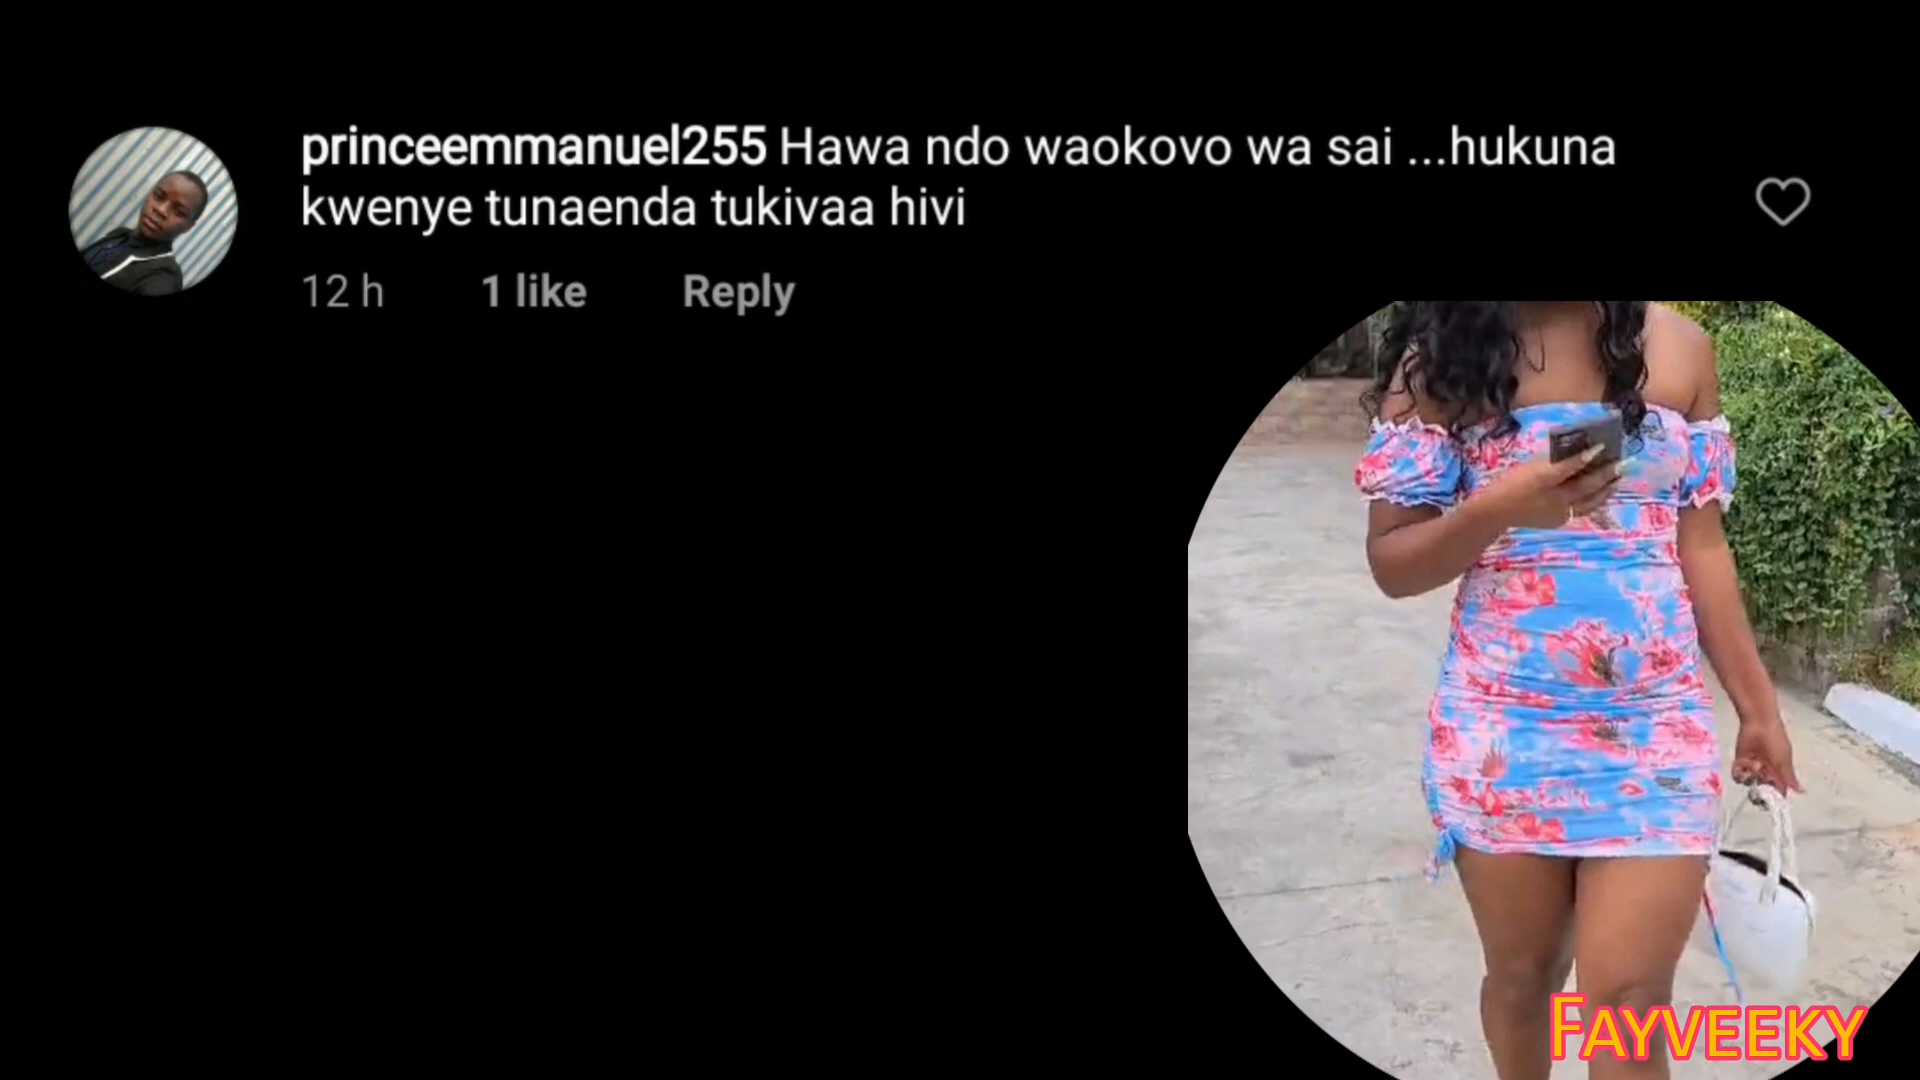 princeemmanuel255 Hawa ndo waokovo wa sai ...hukuna
kwenye tunaenda tukivaa hivi
12 h 1 like Reply
FAYVEEKY